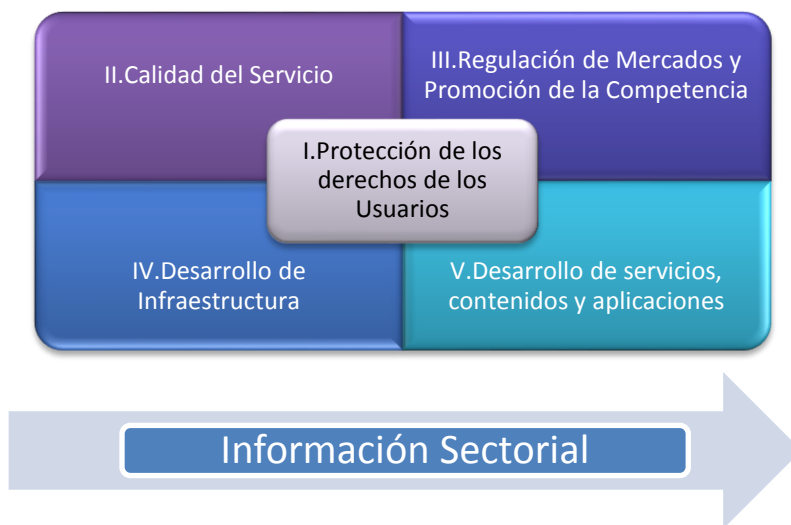 II.Calidad del Servicio
III.Regulación de Mercados y
Promoción de la Competencia
I.Protección de los
derechos de los
Usuarios
IV.Desarrollo de
Infraestructura
V.Desarrollo de servicios,
contenidos y aplicaciones
Información Sectorial